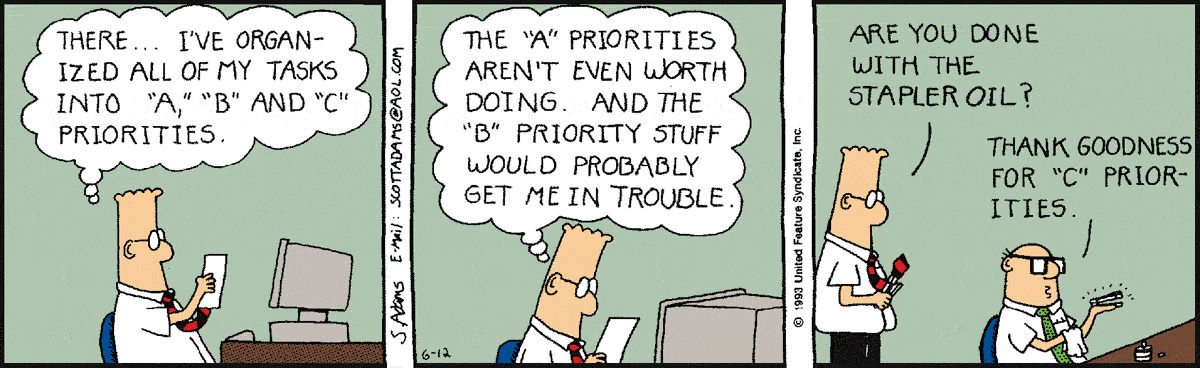 THERE... I'VE ORGAN-
IZED ALL OF MY TASKS
INTO "A," "B" AND "C"
PRIORITIES.
S. Adams E-Mail: SCOTTADAMS@AOL.COM
THE "A" PRIORITIES
AREN'T EVEN WORTH
DOING. AND THE
"B" PRIORITY STUFF
WOULD PROBABLY
GET ME IN TROUBLE.
6-12
© 1993 United Feature Syndicate, Inc.
ARE YOU DONE
WITH THE
STAPLER OIL?
THANK GOODNESS
FOR "C" PRIOR-
ITIES.